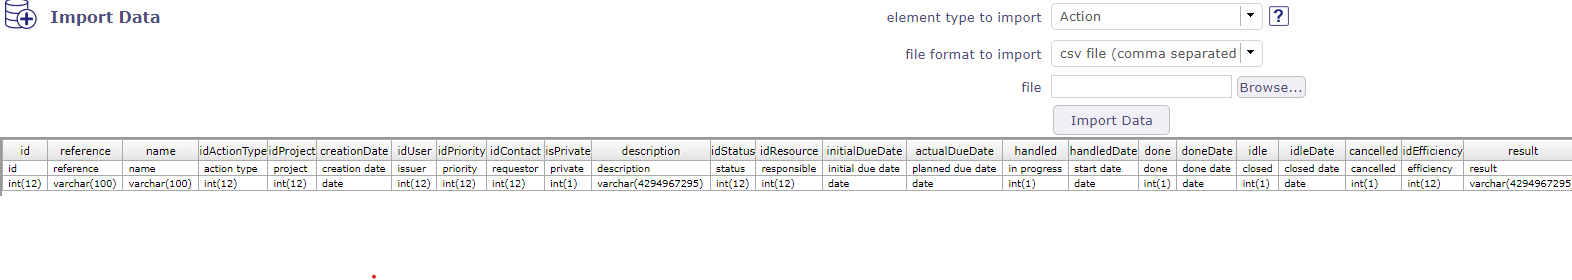 Import Data
element type to import Action ?
file format to import csv file (comma separated
file Browse...
Import Data
id reference name idActionType idProject creationDate idUser idPriority idContact isPrivate description idStatus idResource initialDueDate actualDueDate handled handledDate done doneDate idle idleDate cancelled idEfficiency result
id reference name action type project creation date issuer priority requestor private description status responsible initial due date planned due date in progress start date done done date closed closed date cancelled efficiency result
int(12) varchar(100) varchar(100) int(12) int(12) date int(12) int(12) int(12) int(1) varchar(4294967295) int(12) int(12) date date int(1) date int(1) date int(1) date int(1) int(12) varchar(4294967295)